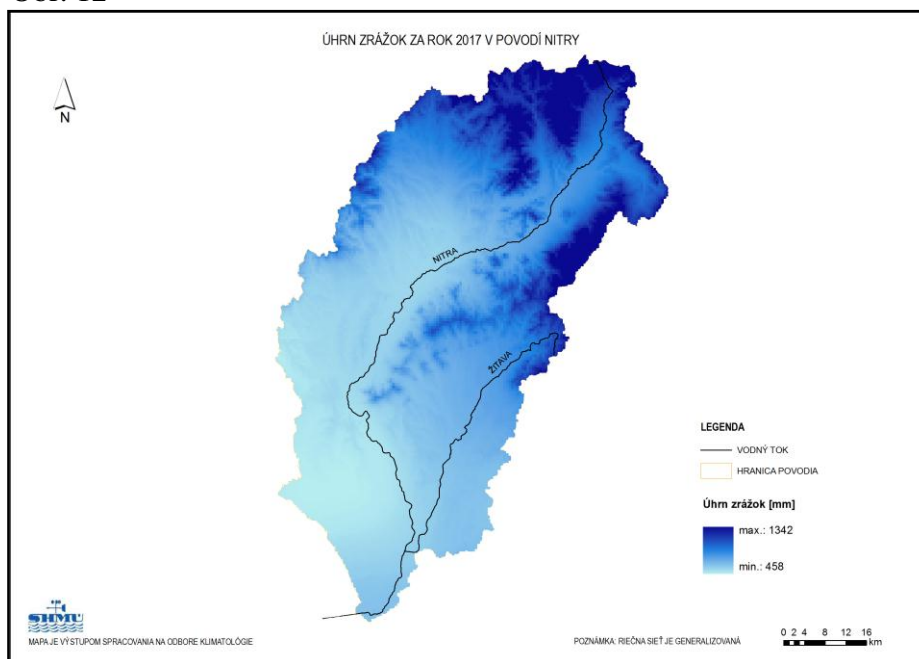 ÚHRN ZRÁŽOK ZA ROK 2017 V POVODÍ NITRY
N
NITRA
ŽITAVA
LEGENDA
VODNÝ TOK
HRANICA POVODIA
Úhrn zrážok [mm]
max.: 1342
min.: 458
SHMÚ
MAPA JE VÝSTUPOM SPRACOVANIA NA ODBORE KLIMATOLÓGIE
POZNÁMKA: RIEČNA SIEŤ JE GENERALIZOVANÁ
0 2 4 8 12 16
km